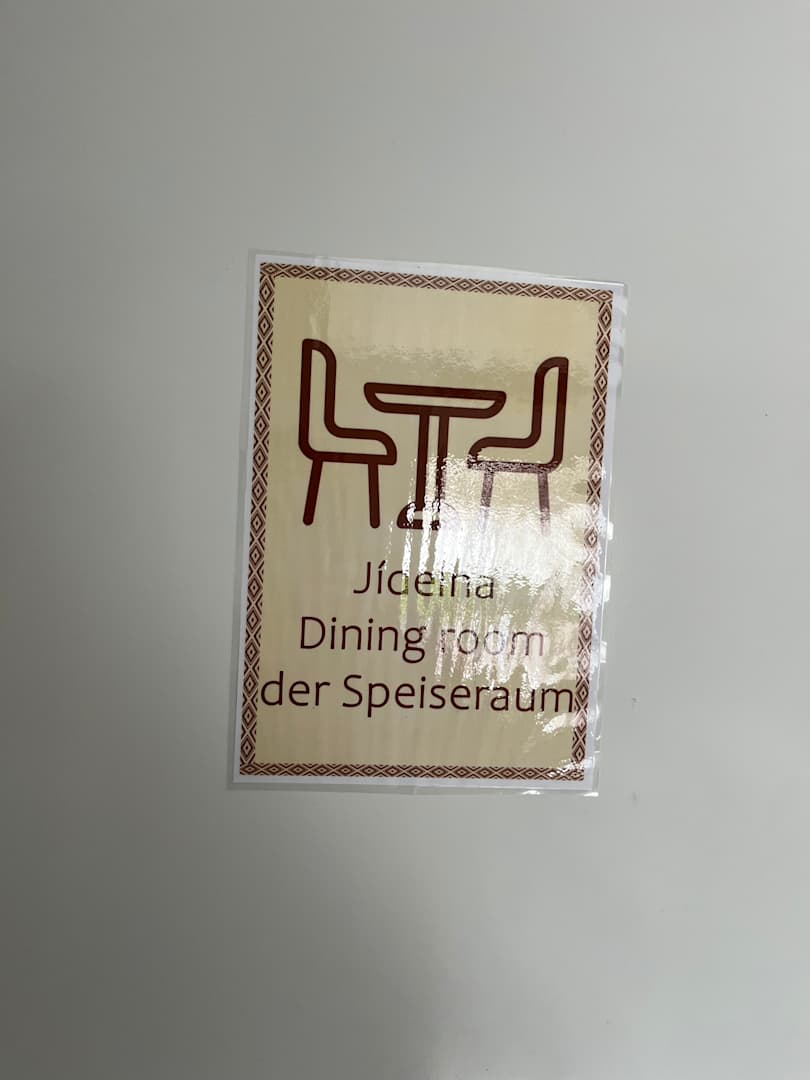 Jídelna
Dining room
der Speiseraum